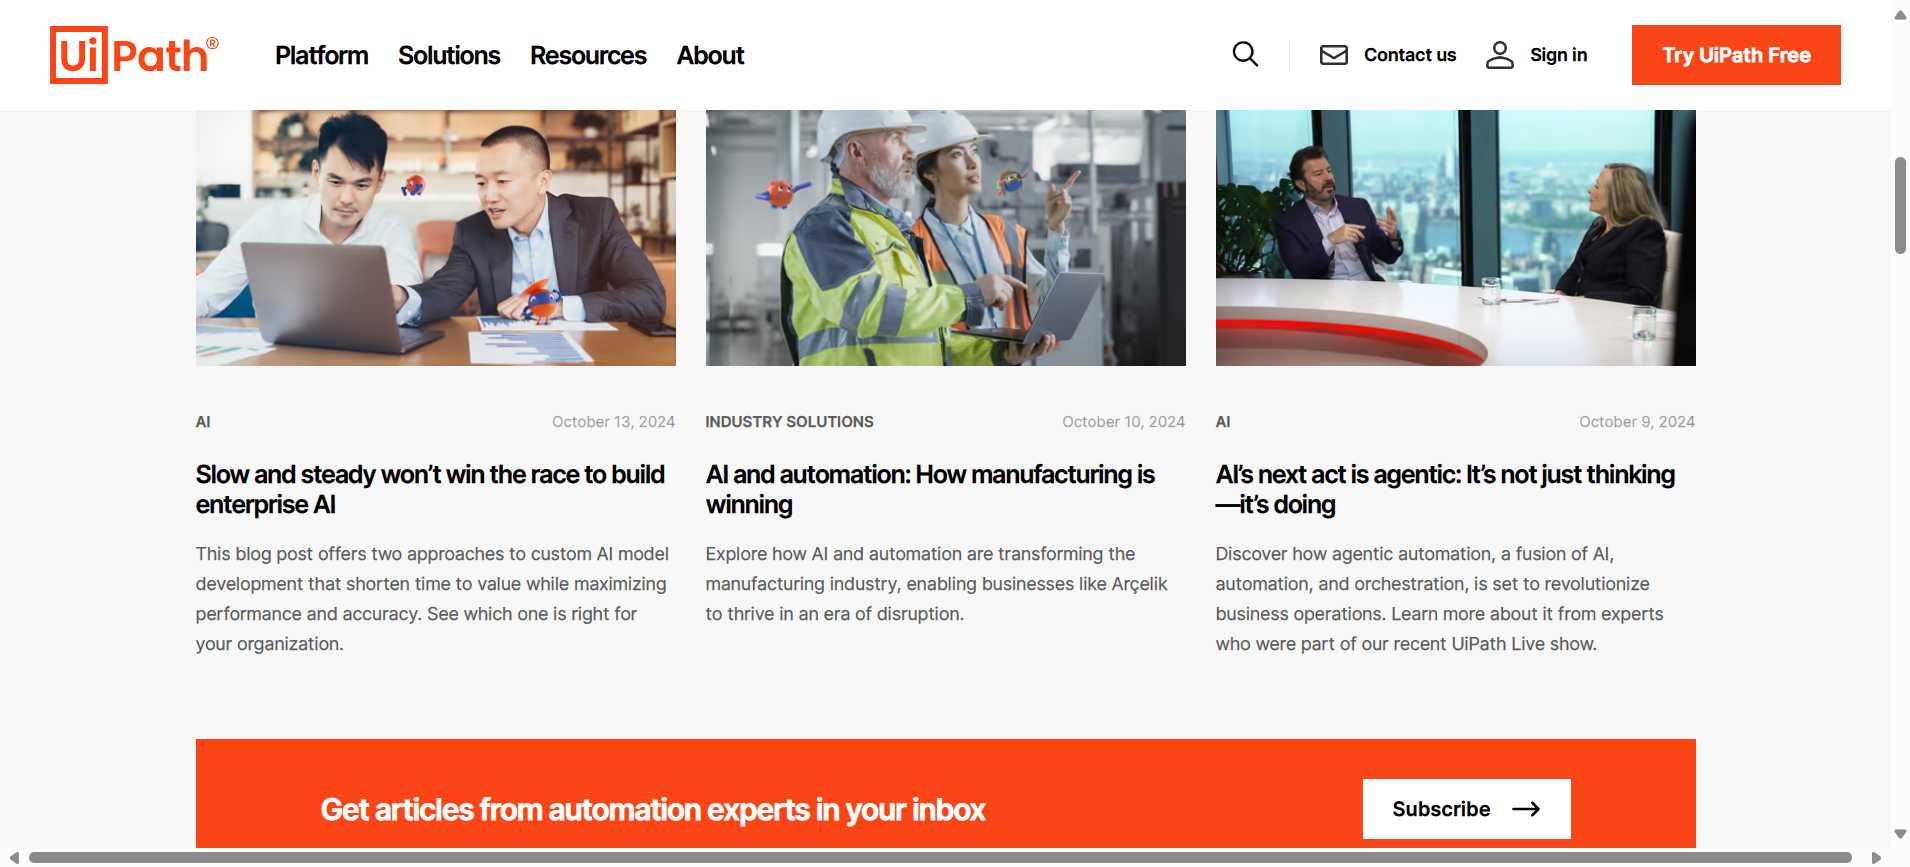 UiPath®
Platform
Solutions
Resources
About
Contact us
Sign in
Try UiPath Free
AI
October 13, 2024
Slow and steady won’t win the race to build
enterprise AI
This blog post offers two approaches to custom AI model
development that shorten time to value while maximizing
performance and accuracy. See which one is right for
your organization.
INDUSTRY SOLUTIONS
October 10, 2024
AI and automation: How manufacturing is
winning
Explore how AI and automation are transforming the
manufacturing industry, enabling businesses like Arçelik
to thrive in an era of disruption.
AI
October 9, 2024
AI’s next act is agentic: It’s not just thinking
—it’s doing
Discover how agentic automation, a fusion of AI,
automation, and orchestration, is set to revolutionize
business operations. Learn more about it from experts
who were part of our recent UiPath Live show.
Get articles from automation experts in your inbox
Subscribe